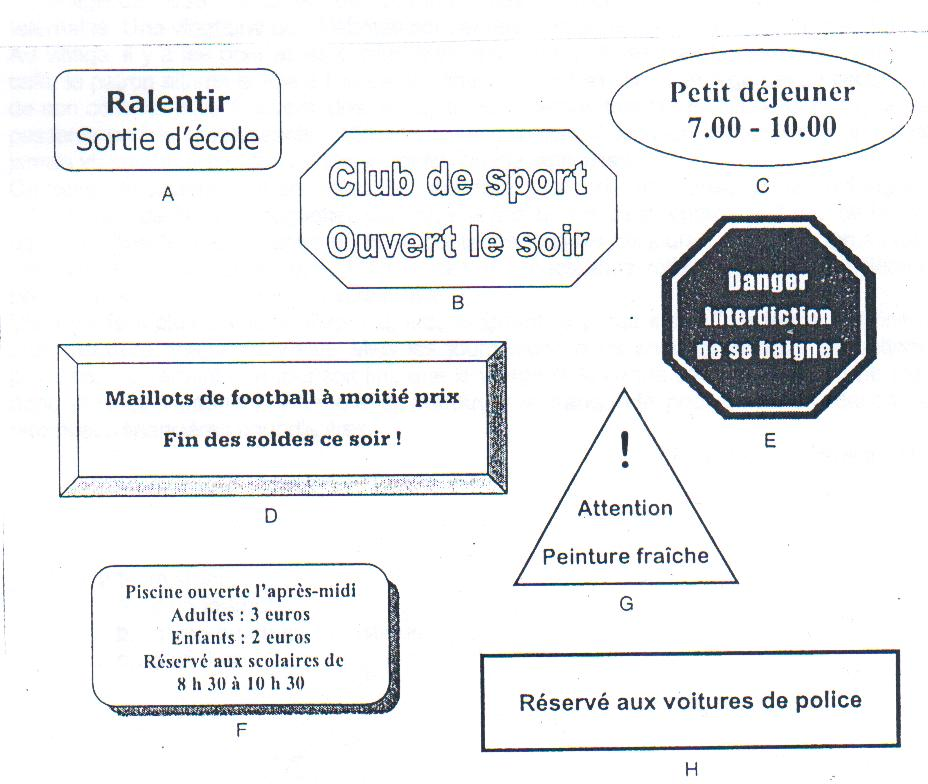 Ralentir
Sortie d'école
A
Club de sport
Ouvert le soir
B
Petit déjeuner
7.00 - 10.00
C
Maillots de football à moitié prix
Fin des soldes ce soir !
D
Danger
interdiction
de se baigner
E
Piscine ouverte l'après-midi
Adultes : 3 euros
Enfants : 2 euros
Réservé aux scolaires de
8 h 30 à 10 h 30
F
!
Attention
Peinture fraîche
G
Réservé aux voitures de police
H